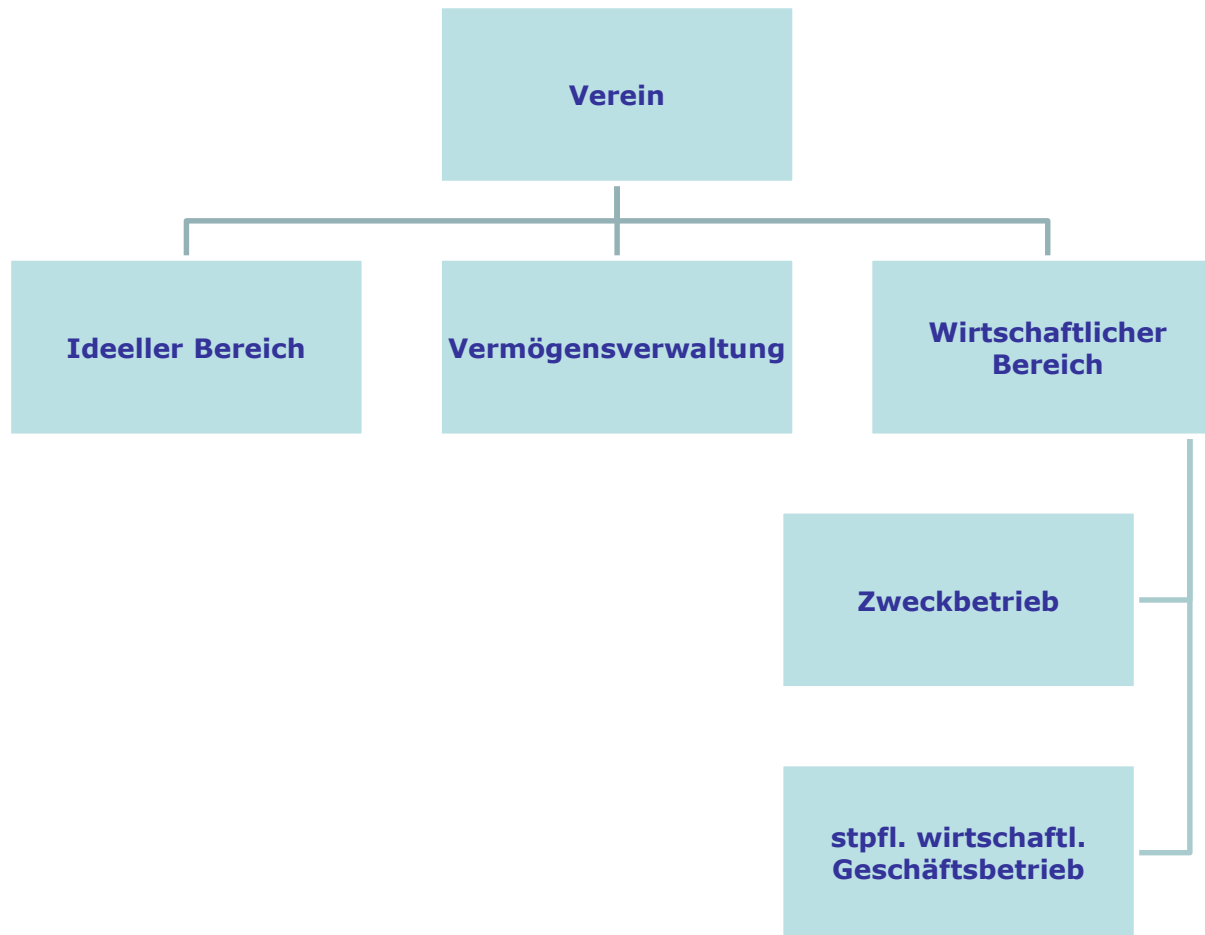 Verein
Ideeller Bereich
Vermögensverwaltung
Wirtschaftlicher
Bereich
Zweckbetrieb
stpfl. wirtschaftl.
Geschäftsbetrieb